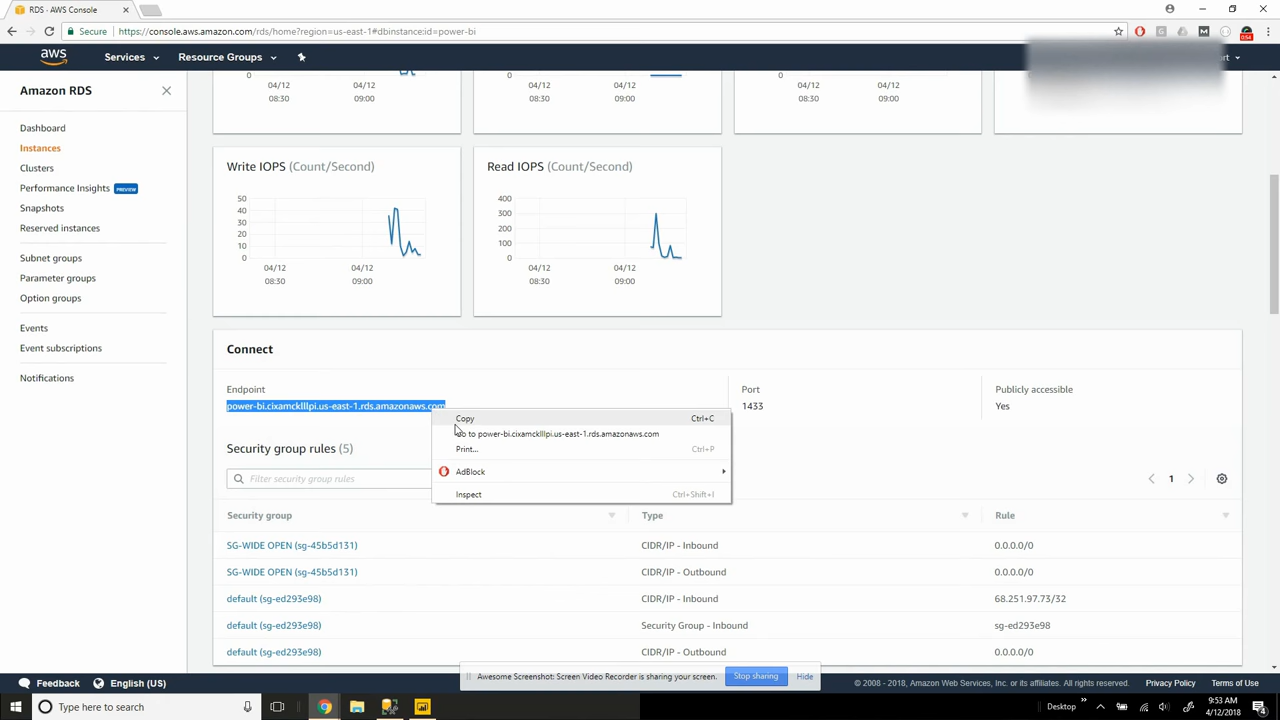 RDS · AWS Console
Secure https://console.aws.amazon.com/rds/home?region=us-east-1#dbinstance:id=power-bi
0:54
aws Services Resource Groups rt
Amazon RDS
Dashboard
Instances
Clusters
Performance Insights PREVIEW
Snapshots
Reserved instances
Subnet groups
Parameter groups
Option groups
Events
Event subscriptions
Notifications
0 0 0 0
04/12 04/12 04/12 04/12 04/12 04/12 04/12 04/12
08:30 09:00 08:30 09:00 08:30 09:00 08:30 09:00
Write IOPS (Count/Second)
50
40
30
20
10
0
04/12 04/12
08:30 09:00
Read IOPS (Count/Second)
400
300
200
100
0
04/12 04/12
08:30 09:00
Connect
Endpoint Port Publicly accessible
power-bi.cixamcklllpi.us-east-1.rds.amazonaws.com 1433 Yes
Copy Ctrl+C
Go to power-bi.cixamcklllpi.us-east-1.rds.amazonaws.com
Print... Ctrl+P
AdBlock
Inspect Ctrl+Shift+I
Security group rules (5)
Filter security group rules
1
Security group Type Rule
SG-WIDE OPEN (sg-45b5d131) CIDR/IP - Inbound 0.0.0.0/0
SG-WIDE OPEN (sg-45b5d131) CIDR/IP - Outbound 0.0.0.0/0
default (sg-ed293e98) CIDR/IP - Inbound 68.251.97.73/32
default (sg-ed293e98) Security Group - Inbound sg-ed293e98
default (sg-ed293e98) CIDR/IP - Outbound 0.0.0.0/0
Awesome Screenshot: Screen Video Recorder is sharing your screen. Stop sharing Hide
Feedback English (US) © 2008 - 2018, Amazon Web Services, Inc. or its affiliates. All rights reserved. Privacy Policy Terms of Use
Type here to search
Desktop
9:53 AM
4/12/2018
4